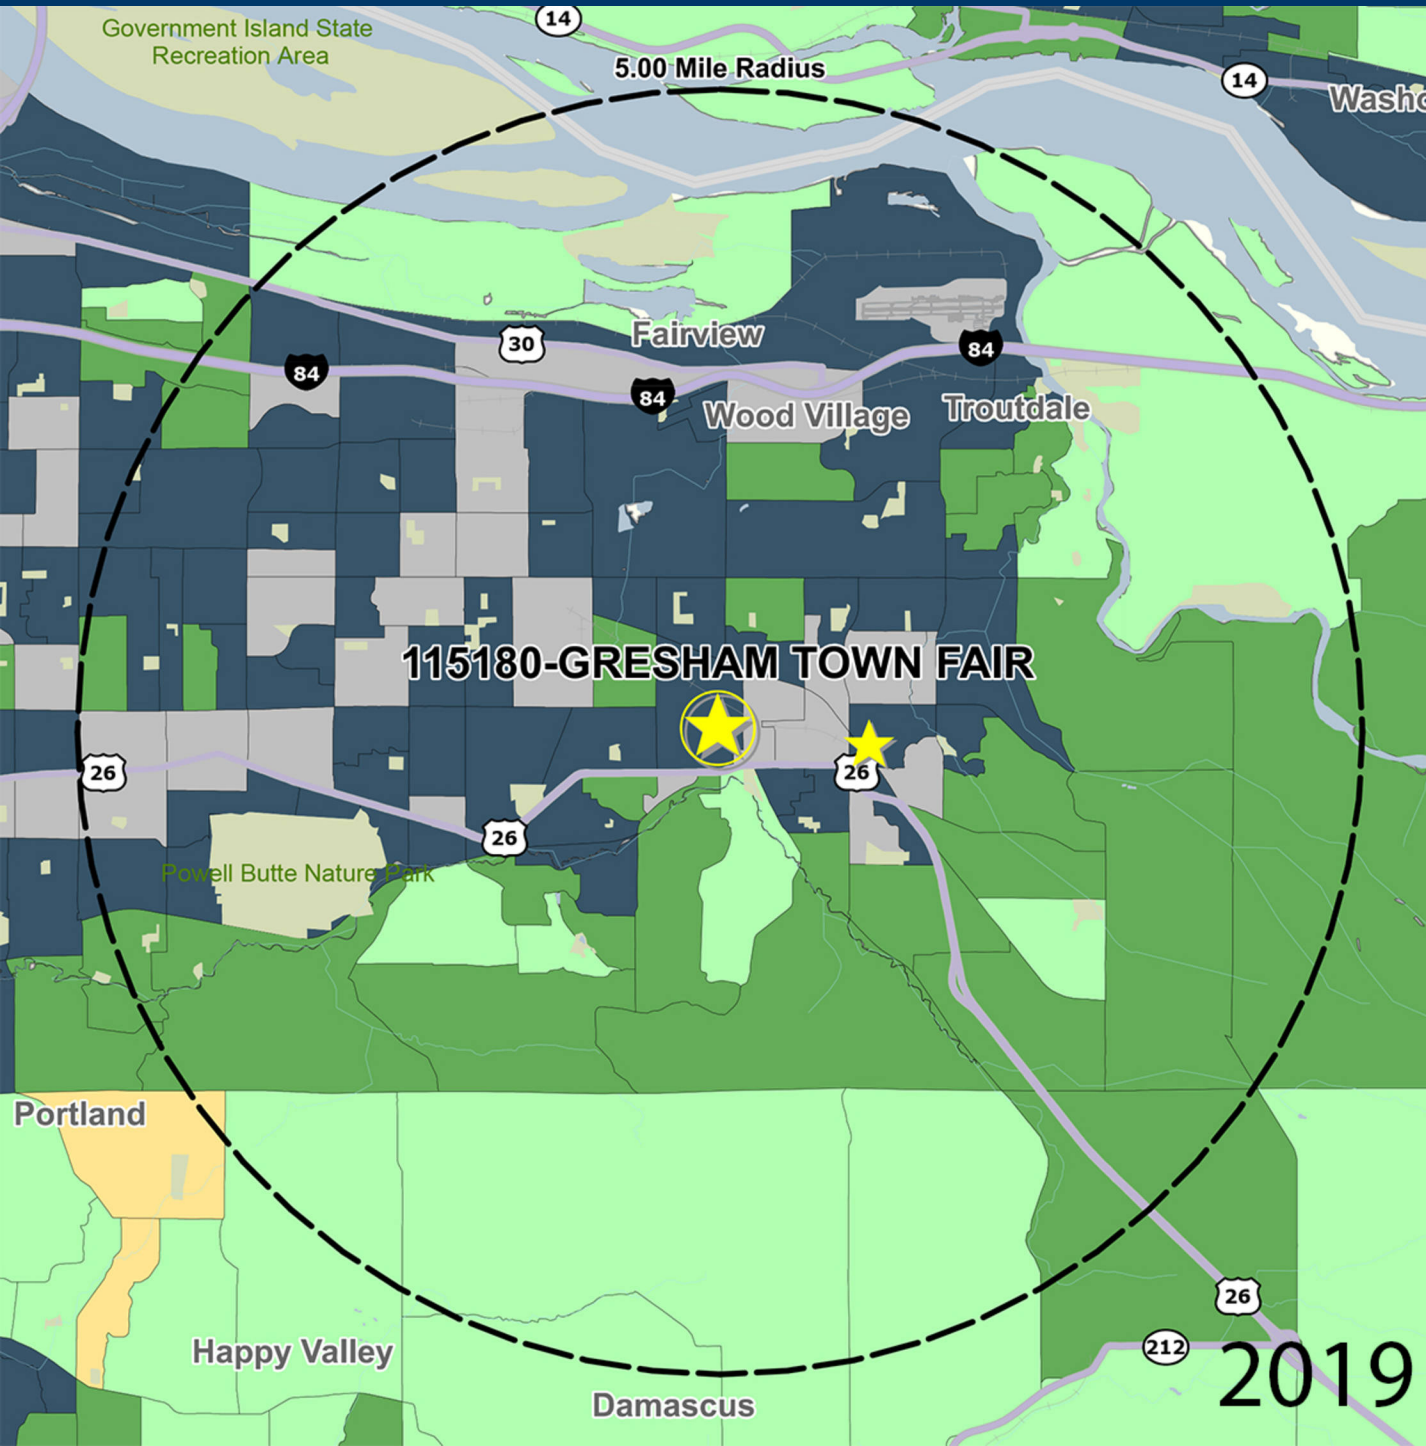 14
Government Island State
Recreation Area
5.00 Mile Radius
14
Washo
30
Fairview
84
84
84
Wood Village
Troutdale
115180-GRESHAM TOWN FAIR
26
26
26
Powell Butte Nature Park
Portland
26
Happy Valley
212
2019
Damascus